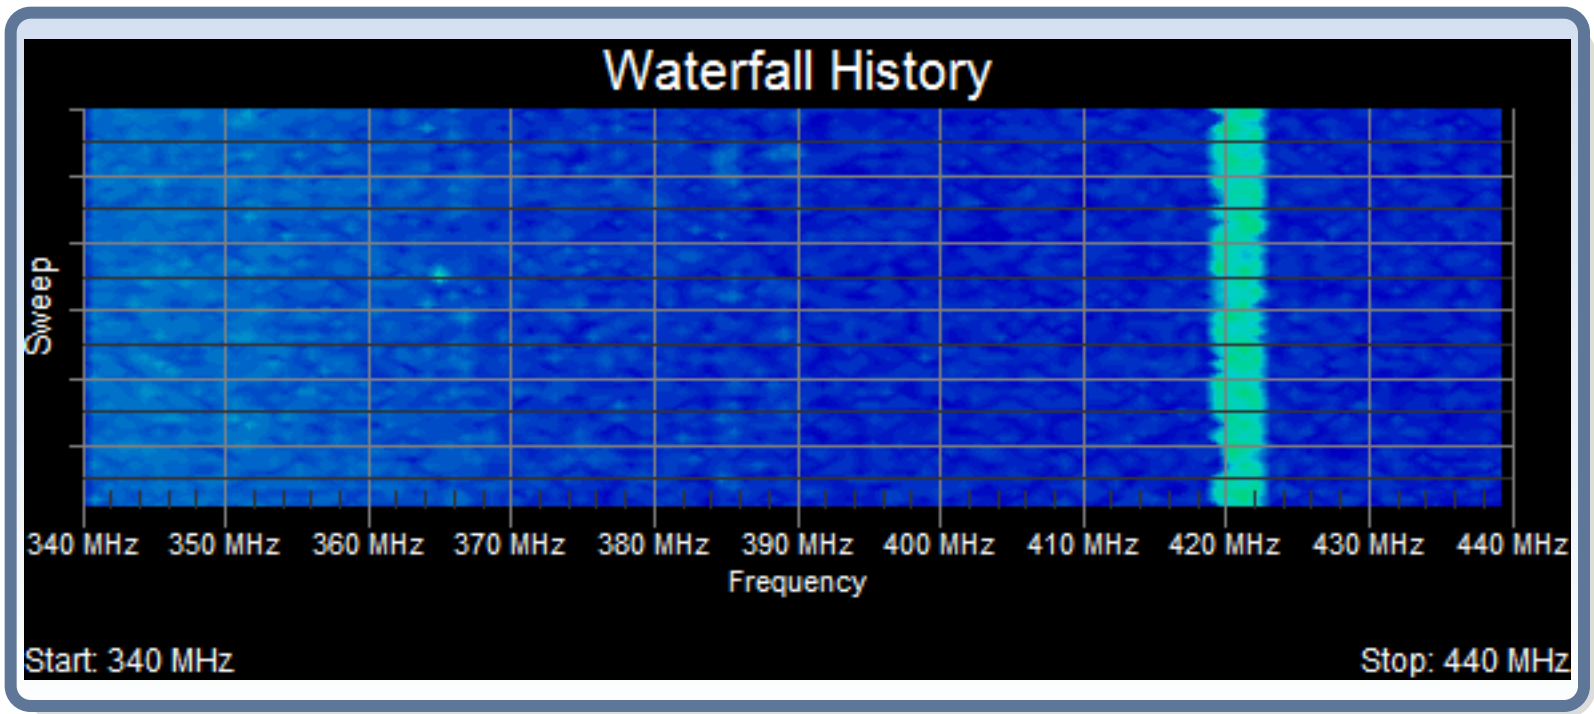 Waterfall History
Sweep
340 MHz 350 MHz 360 MHz 370 MHz 380 MHz 390 MHz 400 MHz 410 MHz 420 MHz 430 MHz 440 MHz
Frequency
Start: 340 MHz Stop: 440 MHz